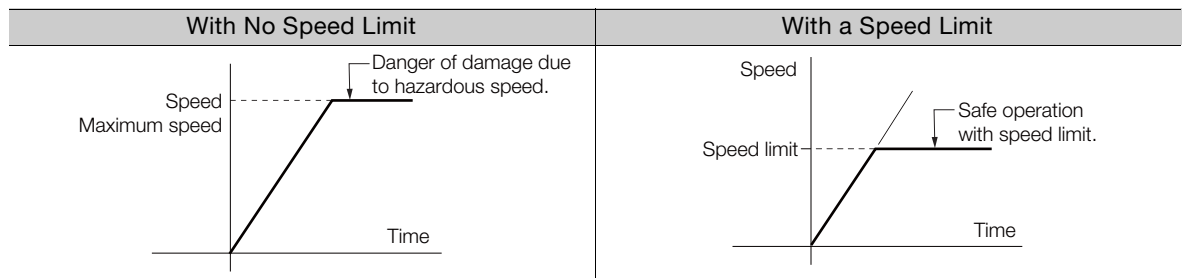 With No Speed Limit
With a Speed Limit
Danger of damage due
to hazardous speed.
Speed
Maximum speed
Time
Speed
Safe operation
with speed limit.
Speed limit
Time